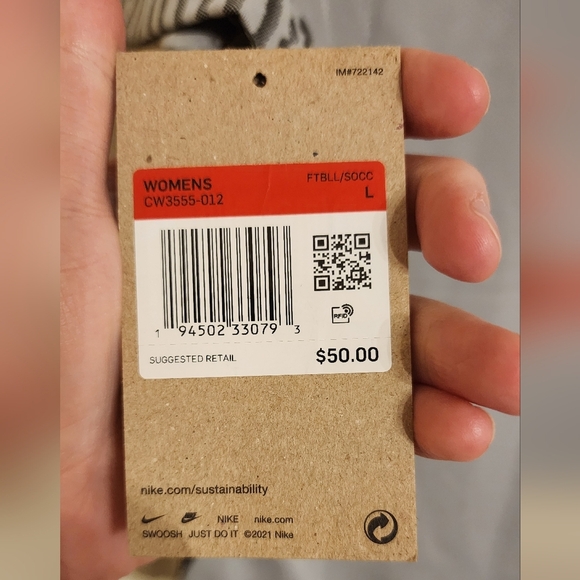 IM#722142
WOMENS FTBLL/SOCC
CW3555-012 L
1 94502 33079 3
RFID
SUGGESTED RETAIL $50.00
nike.com/sustainability
NIKE nike.com
SWOOSH JUST DO IT ©2021 Nike